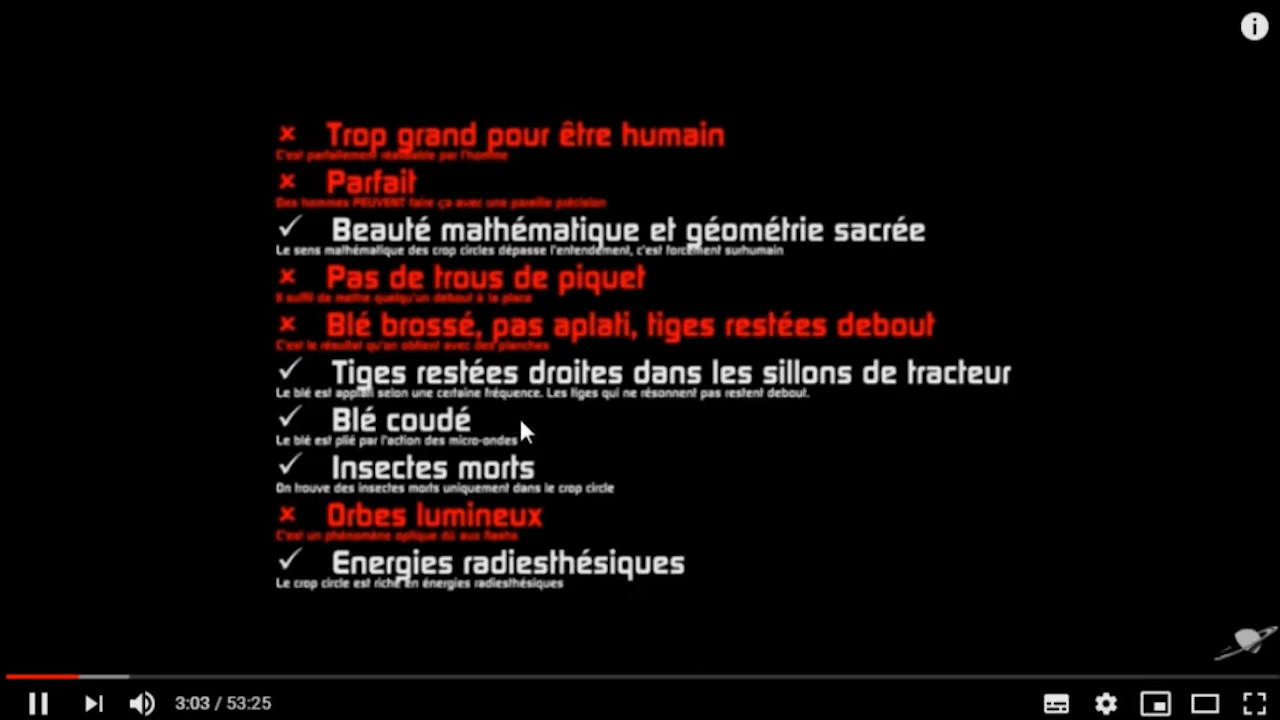 Trop grand pour être humain
C'est parfaitement réalisable par l'homme
Parfait
Des hommes PEUVENT faire ça avec une pareille précision
Beauté mathématique et géométrie sacrée
Le sens mathématique des crop circles dépasse l'entendement, c'est forcément surhumain
Pas de trous de piquet
Il suffit de mettre quelqu'un debout à la place
Blé brossé, pas aplati, tiges restées debout
C'est le résultat qu'on obtient avec des planches
Tiges restées droites dans les sillons de tracteur
Le blé est applati selon une certaine fréquence. Les tiges qui ne résonnent pas restent debout.
Blé coudé
Le blé est plié par l'action des micro-ondes
Insectes morts
On trouve des insectes morts uniquement dans le crop circle
Orbes lumineux
C'est un phénomène optique dû aux flashs
Energies radiesthésiques
Le crop circle est riche en énergies radiesthésiques
3:03 / 53:25